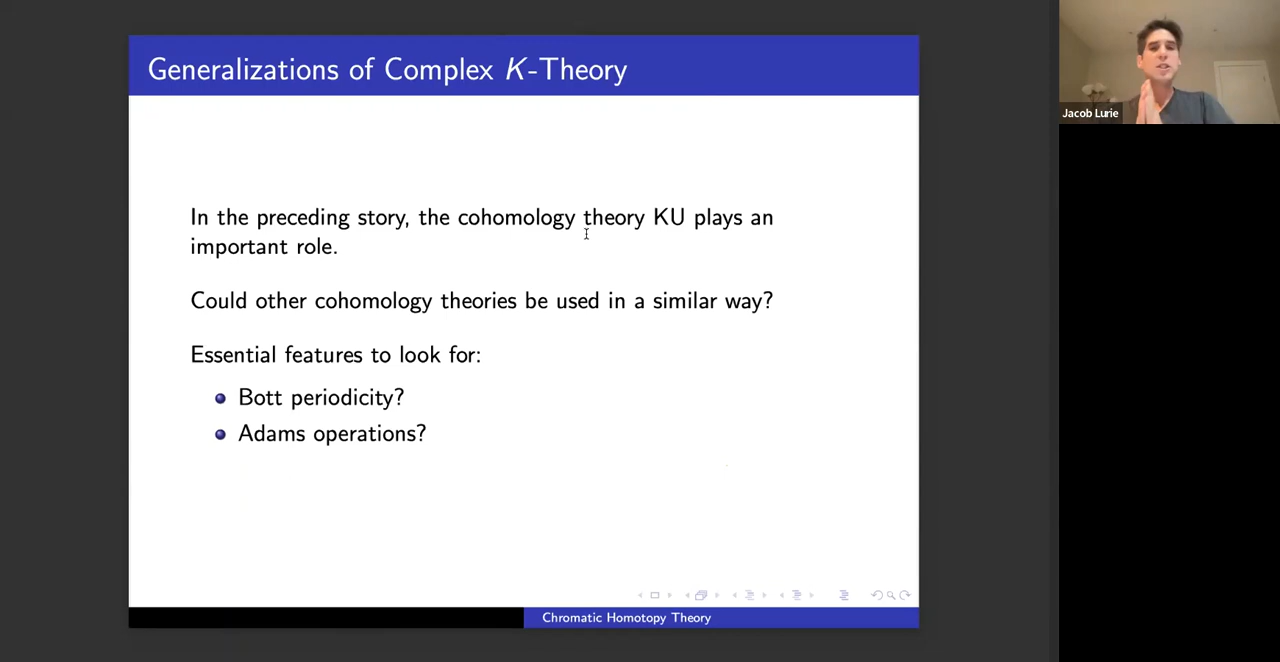 Generalizations of Complex K-Theory
In the preceding story, the cohomology theory KU plays an
important role.
Could other cohomology theories be used in a similar way?
Essential features to look for:
Bott periodicity?
Adams operations?
Chromatic Homotopy Theory
Jacob Lurie